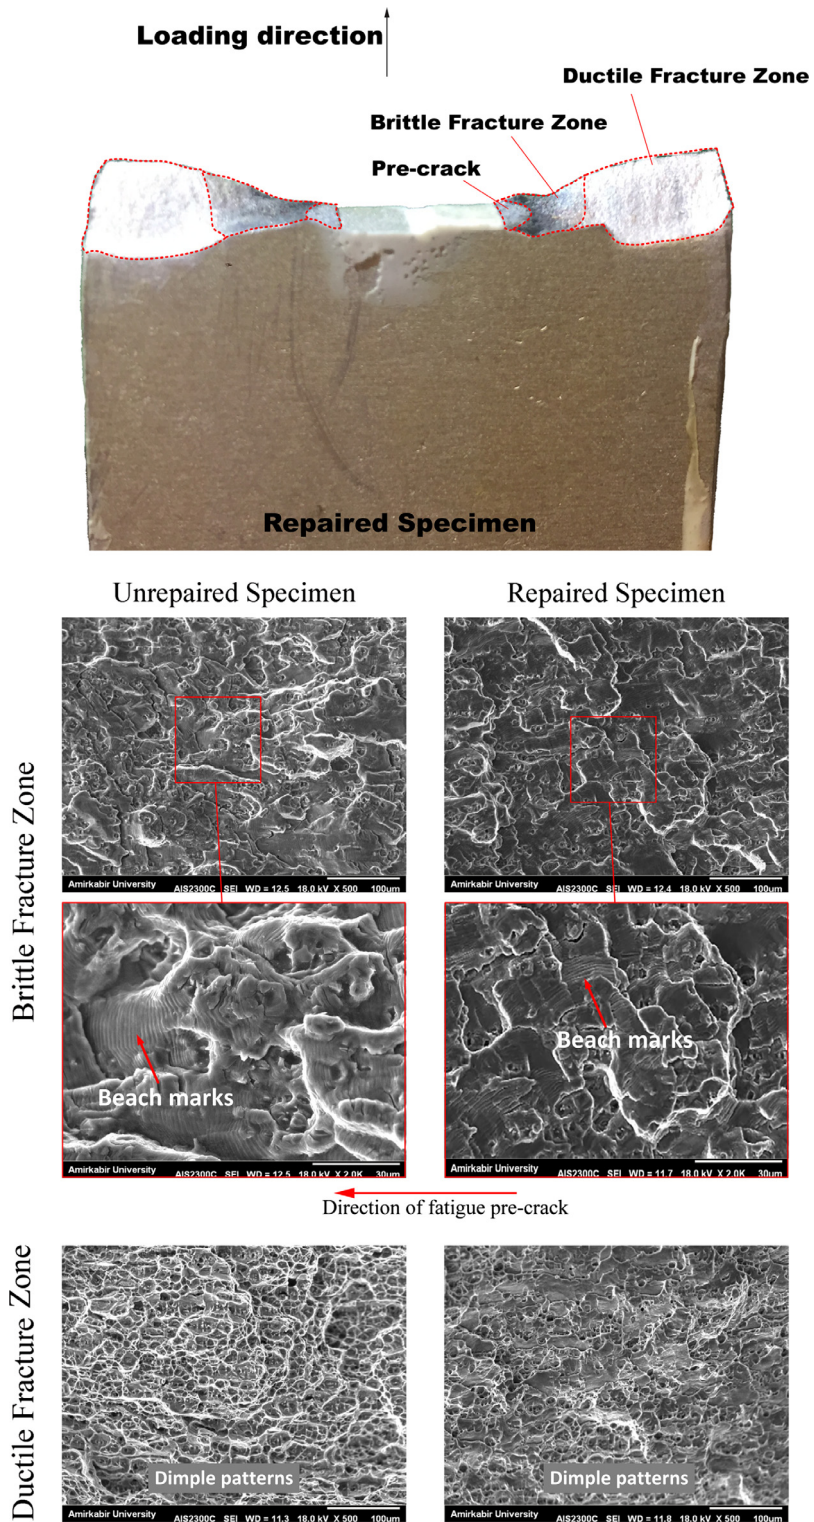 Loading direction
Ductile Fracture Zone
Brittle Fracture Zone
Pre-crack
Repaired Specimen
Unrepaired Specimen
Repaired Specimen
Brittle Fracture Zone
Amirkabir University AIS2300C SEI WD = 12.5 18.0 kV X 500 100um
Amirkabir University AIS2300C SEI WD = 12.4 18.0 kV X 500 100um
Beach marks
Amirkabir University AIS2300C SEI WD = 12.5 18.0 kV X 2.0K 30um
Beach marks
Amirkabir University AIS2300C SEI WD = 11.7 18.0 kV X 2.0K 30um
Direction of fatigue pre-crack
Ductile Fracture Zone
Dimple patterns
Amirkabir University AIS2300C SEI WD = 11.3 18.0 kV X 500 100um
Dimple patterns
Amirkabir University AIS2300C SEI WD = 11.8 18.0 kV X 500 100um